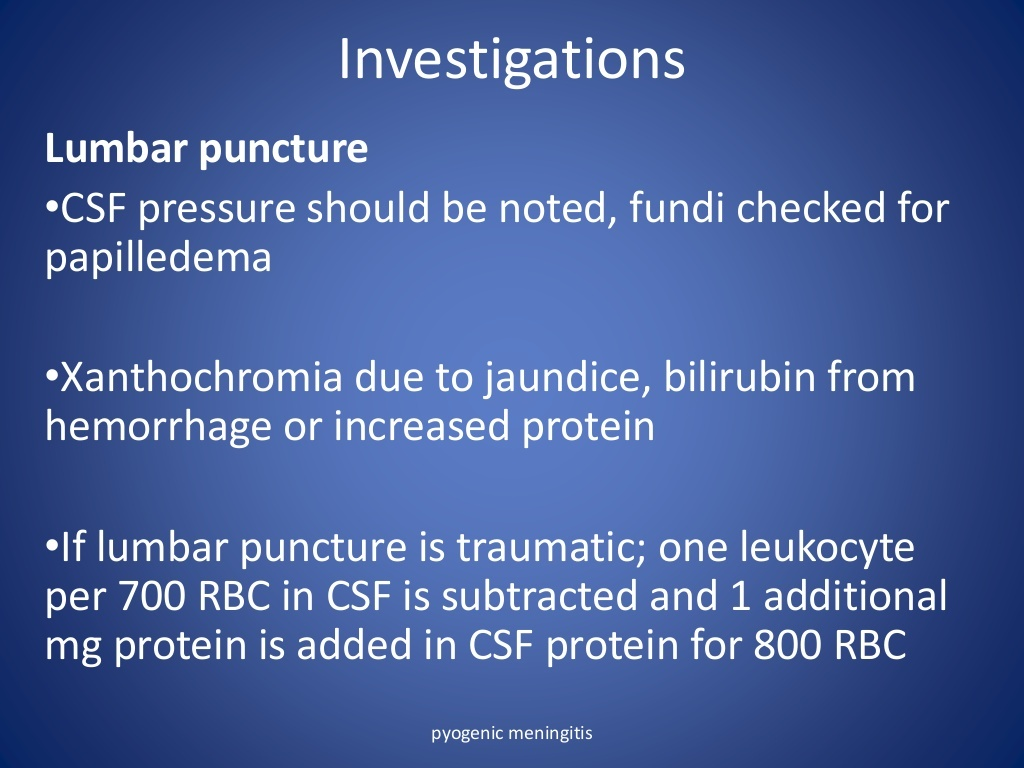 Investigations
Lumbar puncture
•CSF pressure should be noted, fundi checked for
papilledema
•Xanthochromia due to jaundice, bilirubin from
hemorrhage or increased protein
•If lumbar puncture is traumatic; one leukocyte
per 700 RBC in CSF is subtracted and 1 additional
mg protein is added in CSF protein for 800 RBC
pyogenic meningitis